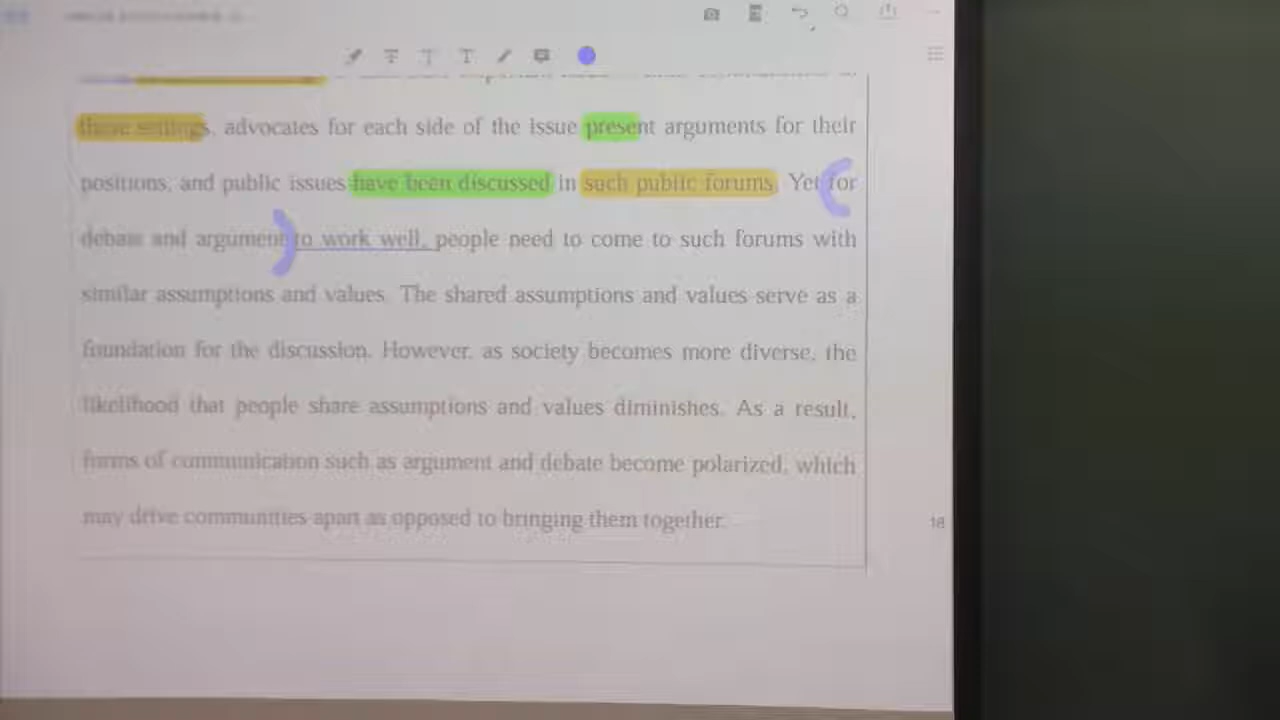 these settings, advocates for each side of the issue present arguments for their
positions, and public issues have been discussed in such public forums. Yet for
debate and argument to work well, people need to come to such forums with
similar assumptions and values. The shared assumptions and values serve as a
foundation for the discussion. However, as society becomes more diverse, the
likelihood that people share assumptions and values diminishes. As a result,
forms of communication such as argument and debate become polarized, which
may drive communities apart as opposed to bringing them together.
18